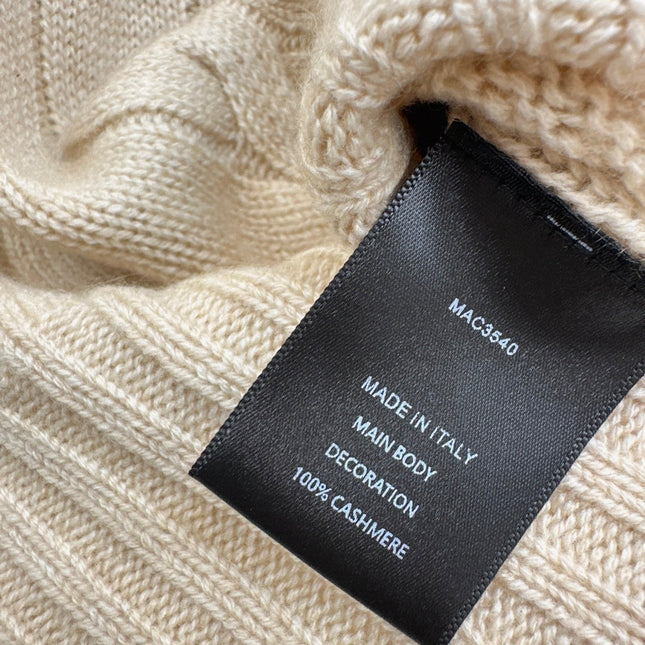 MAC3540
MADE IN ITALY
MAIN BODY
DECORATION
100% CASHMERE